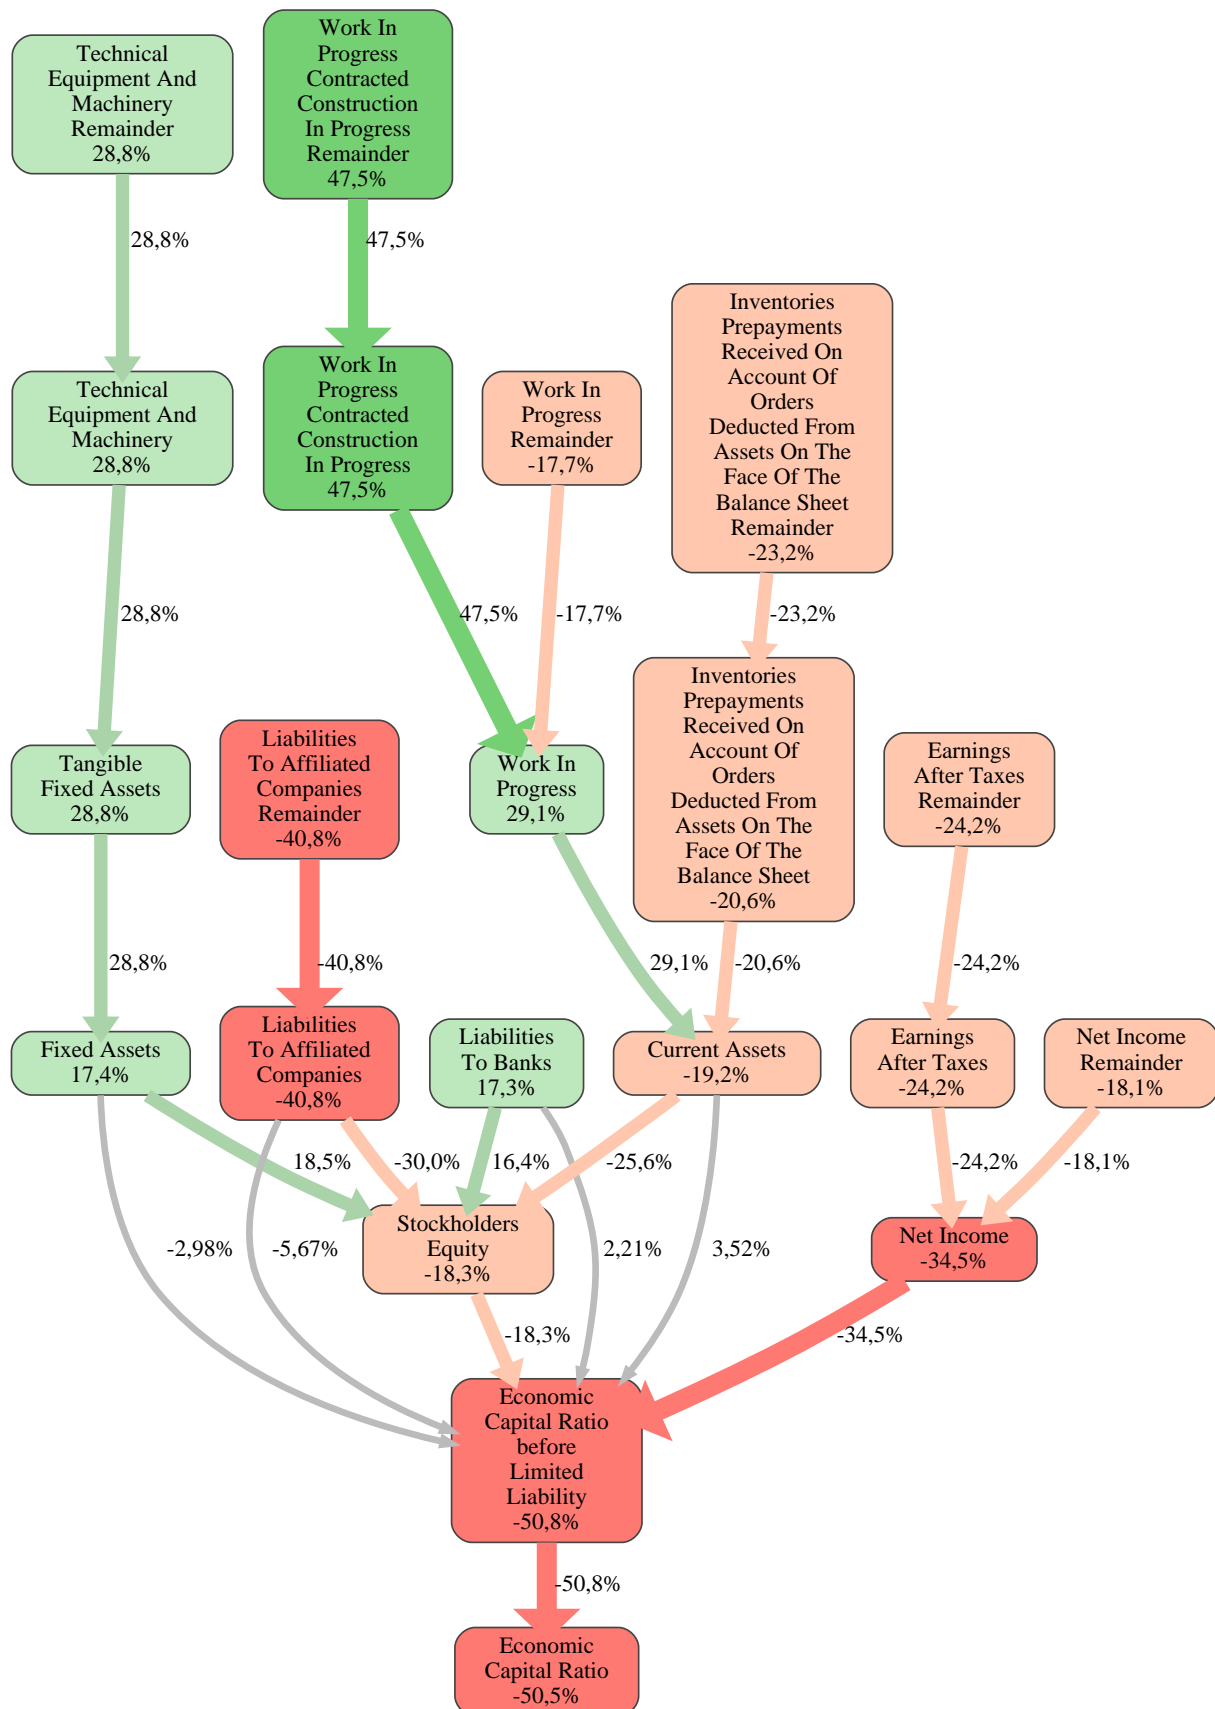 Technical
Equipment And
Machinery
Remainder
28,8%
Work In
Progress
Contracted
Construction
In Progress
Remainder
47,5%
28,8%
47,5%
Technical
Equipment And
Machinery
28,8%
Work In
Progress
Contracted
Construction
In Progress
47,5%
Work In
Progress
Remainder
-17,7%
Inventories
Prepayments
Received On
Account Of
Orders
Deducted From
Assets On The
Face Of The
Balance Sheet
Remainder
-23,2%
28,8%
47,5%
-17,7%
-23,2%
Tangible
Fixed Assets
28,8%
Liabilities
To Affiliated
Companies
Remainder
-40,8%
Work In
Progress
29,1%
Inventories
Prepayments
Received On
Account Of
Orders
Deducted From
Assets On The
Face Of The
Balance Sheet
-20,6%
Earnings
After Taxes
Remainder
-24,2%
28,8%
-40,8%
29,1%
-20,6%
-24,2%
Fixed Assets
17,4%
Liabilities
To Affiliated
Companies
-40,8%
Liabilities
To Banks
17,3%
Current Assets
-19,2%
Earnings
After Taxes
-24,2%
Net Income
Remainder
-18,1%
18,5%
-30,0%
16,4%
-25,6%
-24,2%
-18,1%
-2,98%
-5,67%
Stockholders
Equity
-18,3%
2,21%
3,52%
Net Income
-34,5%
-18,3%
-34,5%
Economic
Capital Ratio
before
Limited
Liability
-50,8%
-50,8%
Economic
Capital Ratio
-50,5%